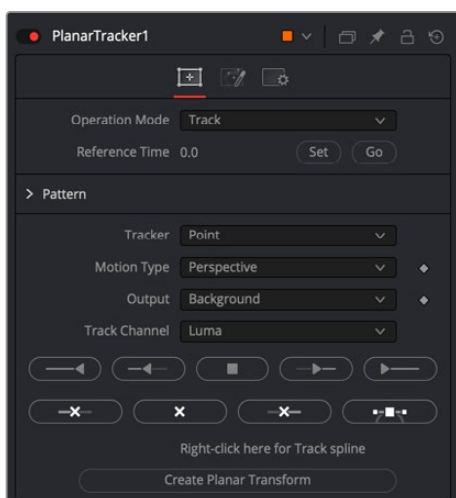 PlanarTracker1
Operation Mode Track
Reference Time 0.0 Set Go
Pattern
Tracker Point
Motion Type Perspective
Output Background
Track Channel Luma
Right-click here for Track spline
Create Planar Transform